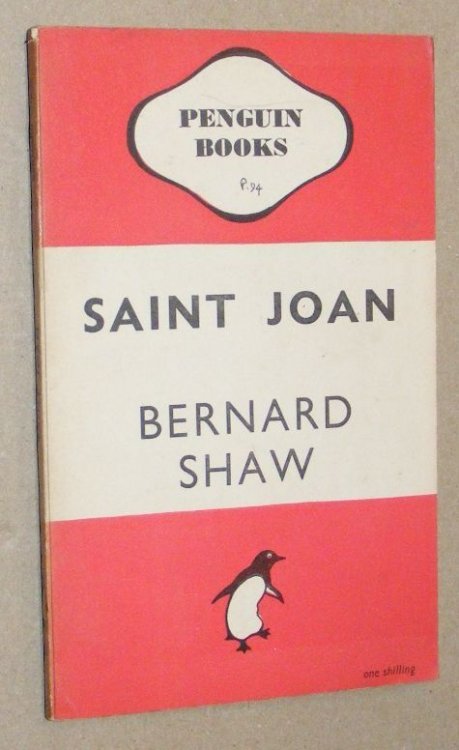 PENGUIN
BOOKS
P.94
SAINT JOAN
BERNARD
SHAW
one shilling